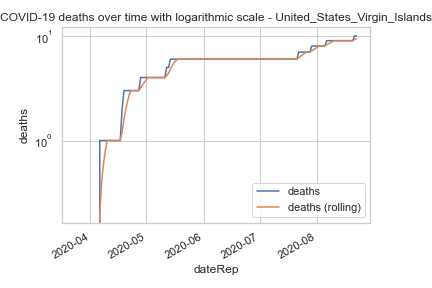 COVID-19 deaths over time with logarithmic scale - United_States_Virgin_Islands
10¹
10⁰
deaths
deaths
deaths (rolling)
2020-04
2020-05
2020-06
2020-07
2020-08
dateRep